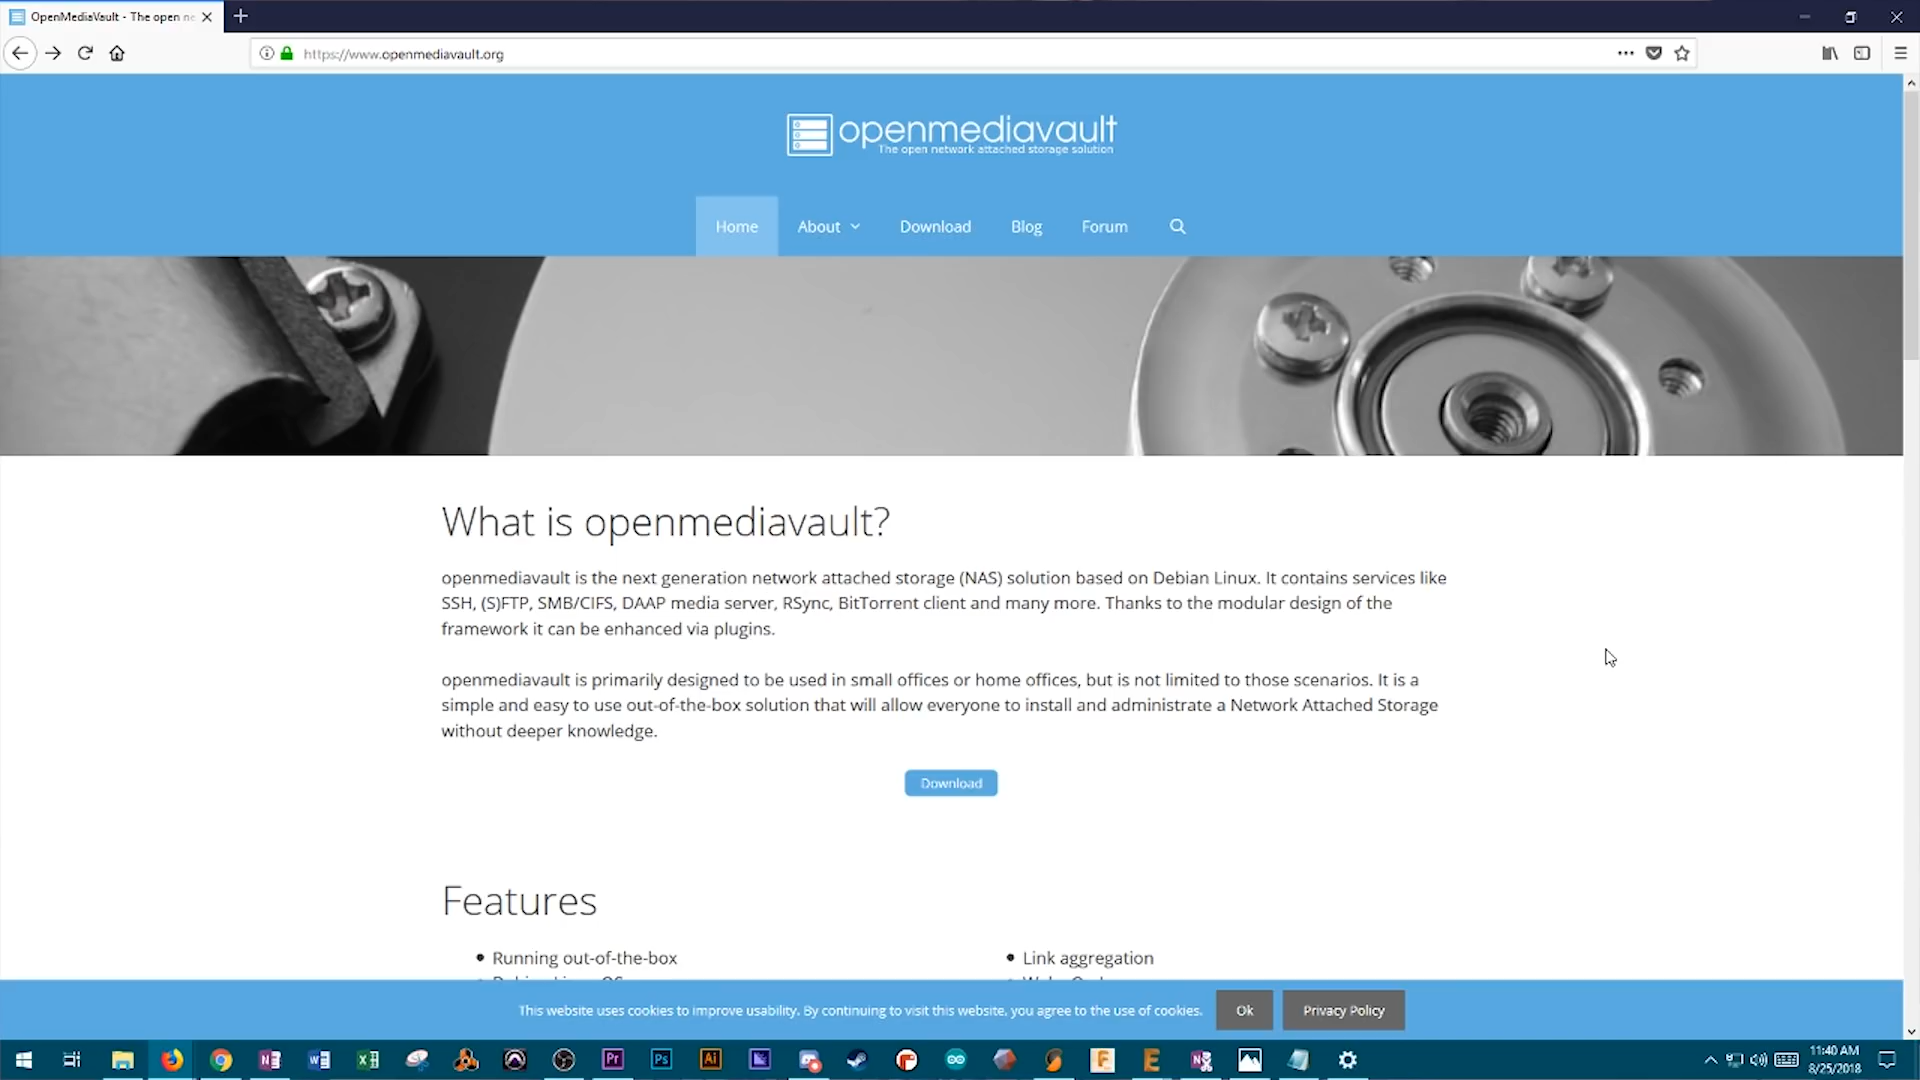 OpenMediaVault - The open ne
https://www.openmediavault.org
openmediavault
The open network attached storage solution
Home About Download Blog Forum
What is openmediavault?
openmediavault is the next generation network attached storage (NAS) solution based on Debian Linux. It contains services like
SSH, (S)FTP, SMB/CIFS, DAAP media server, RSync, BitTorrent client and many more. Thanks to the modular design of the
framework it can be enhanced via plugins.
openmediavault is primarily designed to be used in small offices or home offices, but is not limited to those scenarios. It is a
simple and easy to use out-of-the-box solution that will allow everyone to install and administrate a Network Attached Storage
without deeper knowledge.
Download
Features
Running out-of-the-box
Link aggregation
This website uses cookies to improve usability. By continuing to visit this website, you agree to the use of cookies.
Ok
Privacy Policy
11:40 AM
8/25/2018